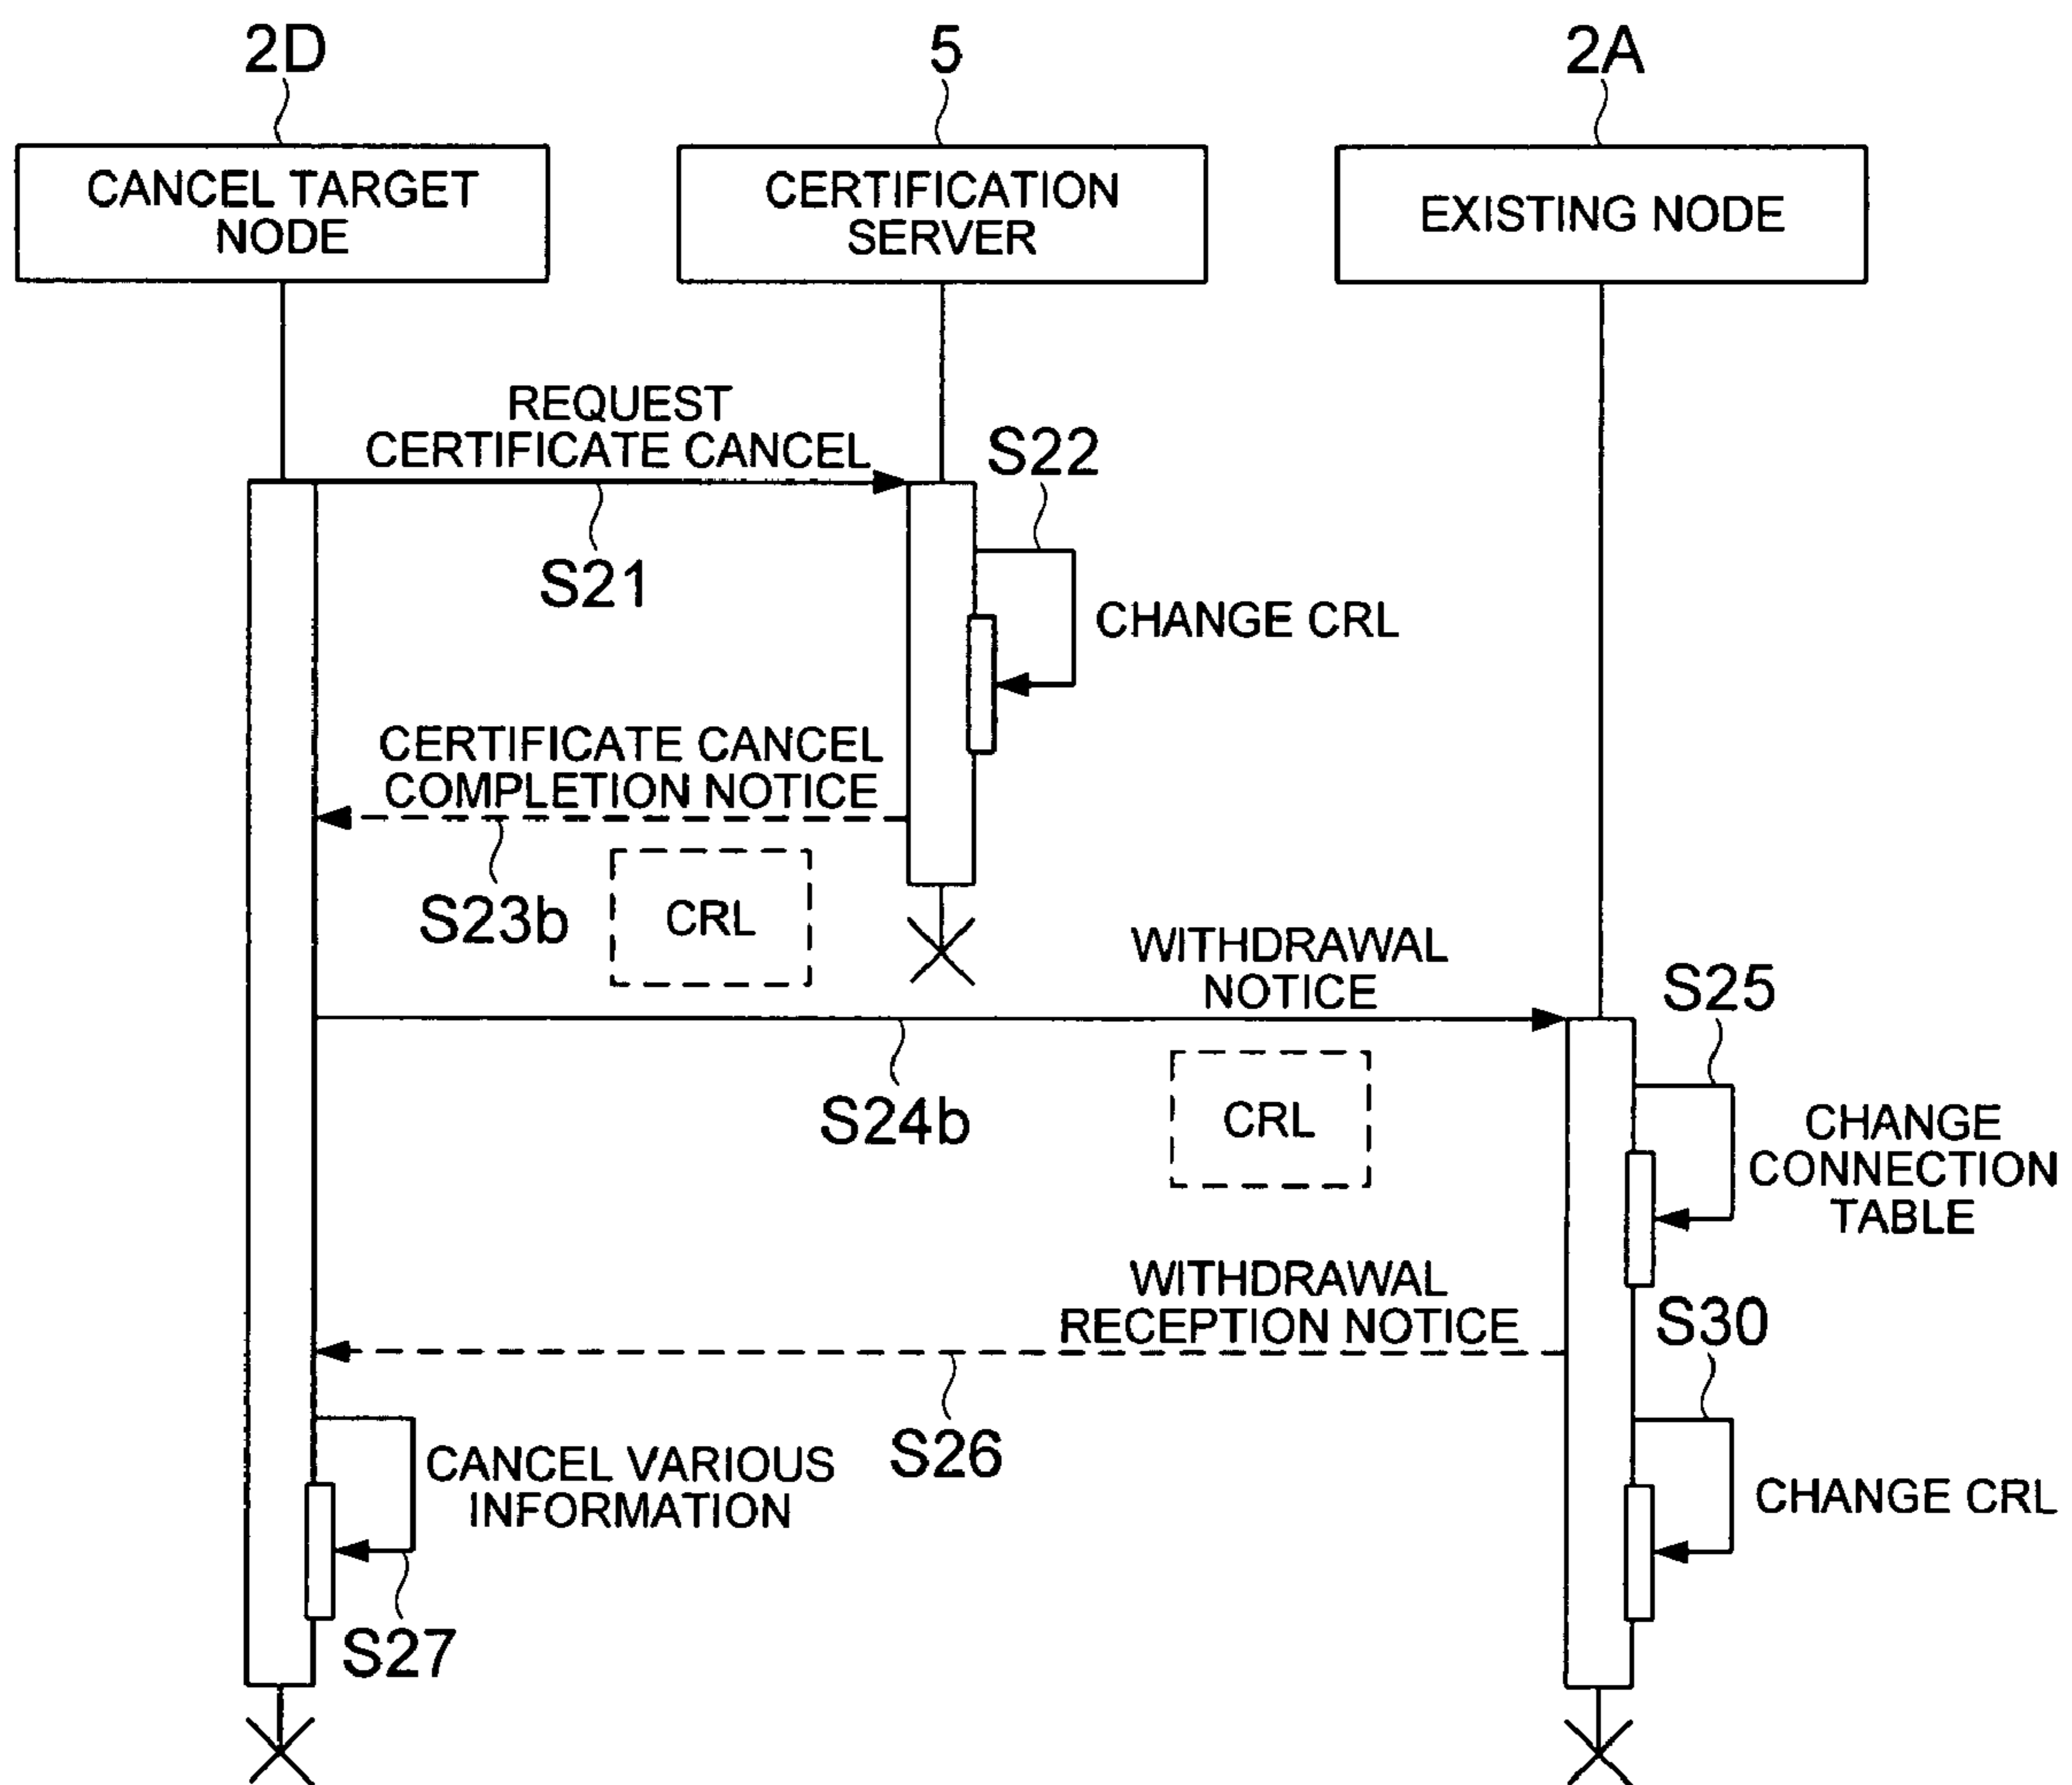 2D
5
2A
CANCEL TARGET
NODE
CERTIFICATION
SERVER
EXISTING NODE
REQUEST
CERTIFICATE CANCEL
S21
S22
CHANGE CRL
CERTIFICATE CANCEL
COMPLETION NOTICE
S23b
CRL
WITHDRAWAL
NOTICE
S24b
CRL
S25
CHANGE
CONNECTION
TABLE
WITHDRAWAL
RECEPTION NOTICE
S26
S30
CHANGE CRL
CANCEL VARIOUS
INFORMATION
S27